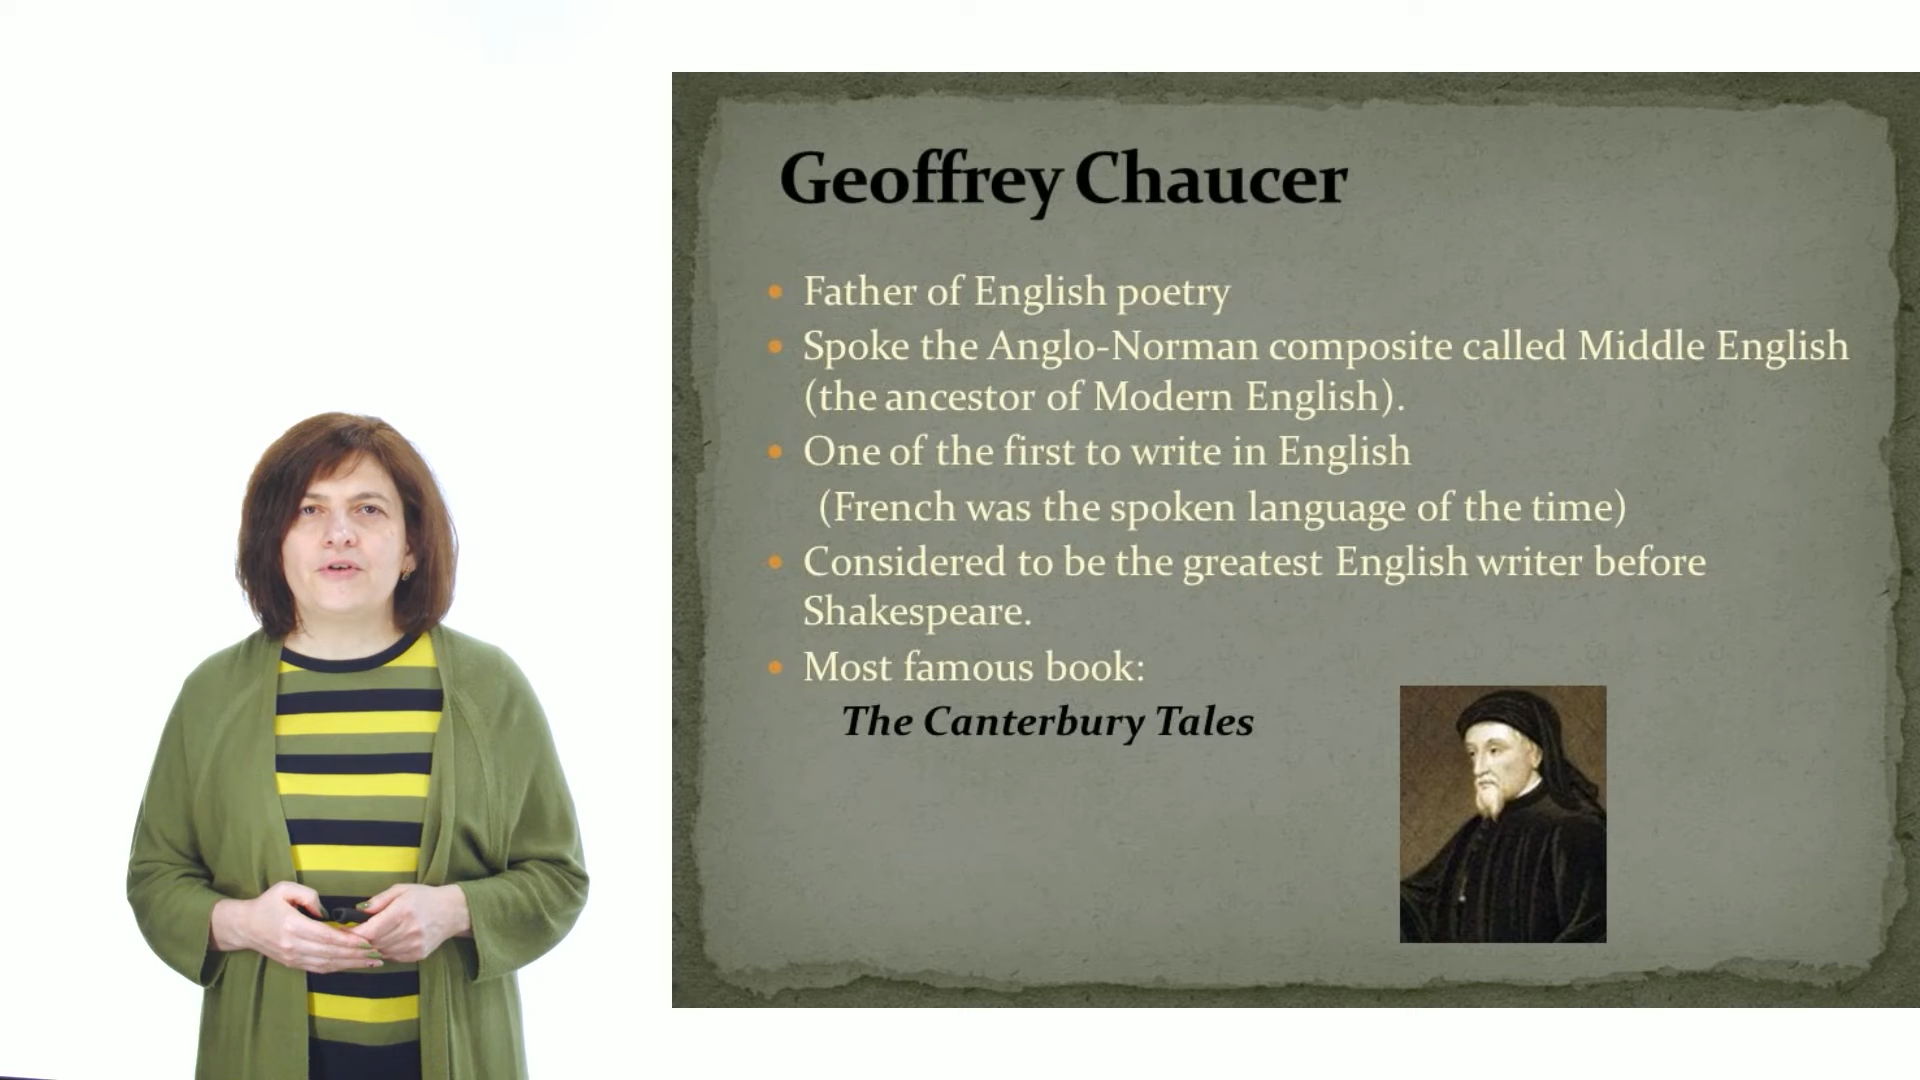 Geoffrey Chaucer
• Father of English poetry
• Spoke the Anglo-Norman composite called Middle English
(the ancestor of Modern English).
• One of the first to write in English
(French was the spoken language of the time)
• Considered to be the greatest English writer before
Shakespeare.
• Most famous book:
The Canterbury Tales